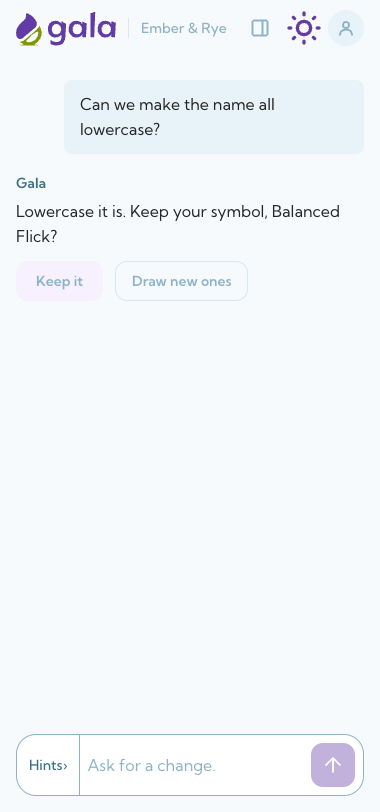 gala
Ember & Rye
Can we make the name all
lowercase?
Gala
Lowercase it is. Keep your symbol, Balanced
Flick?
Keep it
Draw new ones
Hints›
Ask for a change.